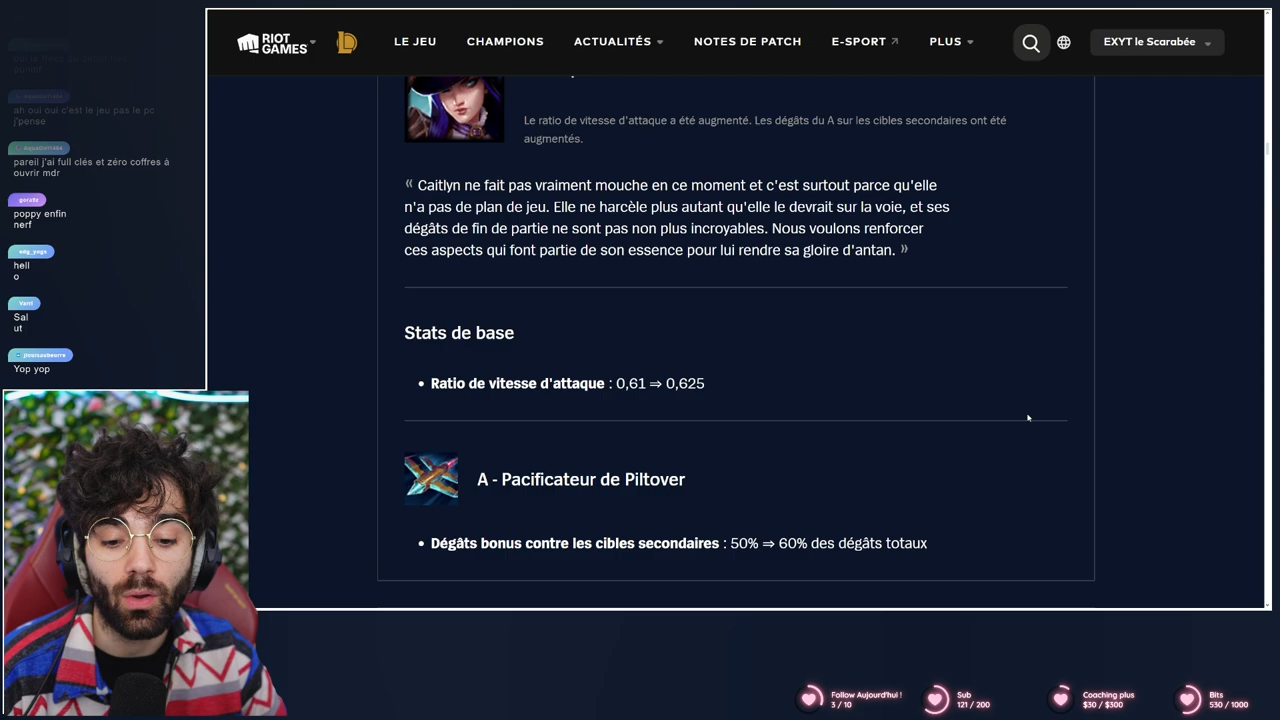 ah oui oui c'est le jeu pas le pc
j'pense
pareil j'ai full clés et zéro coffres à
ouvrir mdr
goratiz
poppy enfin
nerf
edg_yogs
hell
o
Vant
Sal
ut
jlouisaubeurre
Yop yop
RIOT
GAMES
LE JEU
CHAMPIONS
ACTUALITÉS
NOTES DE PATCH
E-SPORT
PLUS
EXYT le Scarabée
Le ratio de vitesse d'attaque a été augmenté. Les dégâts du A sur les cibles secondaires ont été
augmentés.
« Caitlyn ne fait pas vraiment mouche en ce moment et c'est surtout parce qu'elle
n'a pas de plan de jeu. Elle ne harcèle plus autant qu'elle le devrait sur la voie, et ses
dégâts de fin de partie ne sont pas non plus incroyables. Nous voulons renforcer
ces aspects qui font partie de son essence pour lui rendre sa gloire d'antan. »
Stats de base
• Ratio de vitesse d'attaque : 0,61 ⇒ 0,625
A - Pacificateur de Piltover
• Dégâts bonus contre les cibles secondaires : 50% ⇒ 60% des dégâts totaux
Follow Aujourd'hui !
3 / 10
Sub
121 / 200
Coaching plus
$30 / $300
Bits
530 / 1000